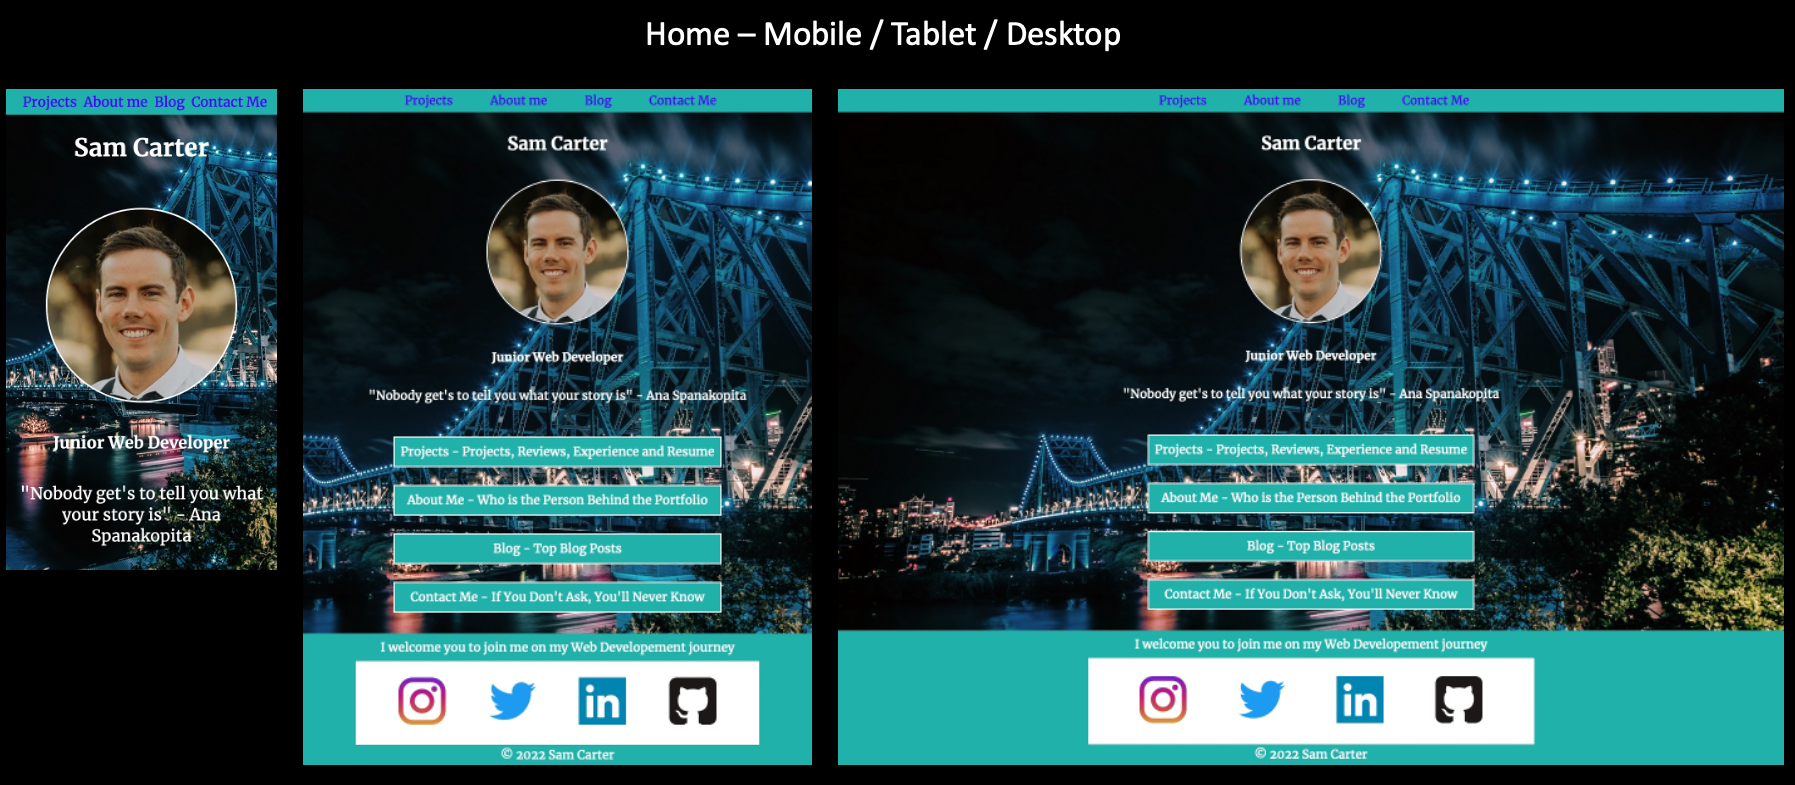 Home – Mobile / Tablet / Desktop
Projects About me Blog Contact Me
Sam Carter
Junior Web Developer
"Nobody get's to tell you what
your story is" - Ana
Spanakopita
Projects About me Blog Contact Me
Sam Carter
Junior Web Developer
"Nobody get's to tell you what your story is" - Ana Spanakopita
Projects - Projects, Reviews, Experience and Resume
About Me - Who is the Person Behind the Portfolio
Blog - Top Blog Posts
Contact Me - If You Don't Ask, You'll Never Know
I welcome you to join me on my Web Developement journey
in
© 2022 Sam Carter
Projects About me Blog Contact Me
Sam Carter
Junior Web Developer
"Nobody get's to tell you what your story is" - Ana Spanakopita
Projects - Projects, Reviews, Experience and Resume
About Me - Who is the Person Behind the Portfolio
Blog - Top Blog Posts
Contact Me - If You Don't Ask, You'll Never Know
I welcome you to join me on my Web Developement journey
in
© 2022 Sam Carter